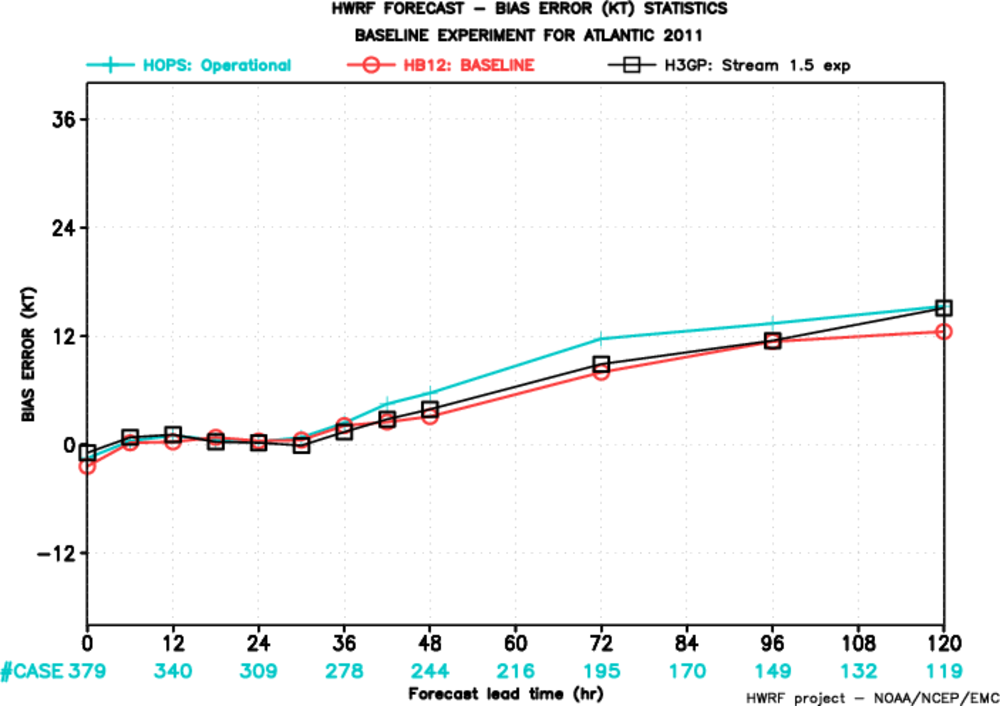 HWRF FORECAST – BIAS ERROR (KT) STATISTICS
BASELINE EXPERIMENT FOR ATLANTIC 2011
HOPS: Operational HB12: BASELINE H3GP: Stream 1.5 exp
BIAS ERROR (KT)
36
24
12
0
−12
0 12 24 36 48 60 72 84 96 108 120
#CASE 379 340 309 278 244 216 195 170 149 132 119
Forecast lead time (hr)
HWRF project – NOAA/NCEP/EMC